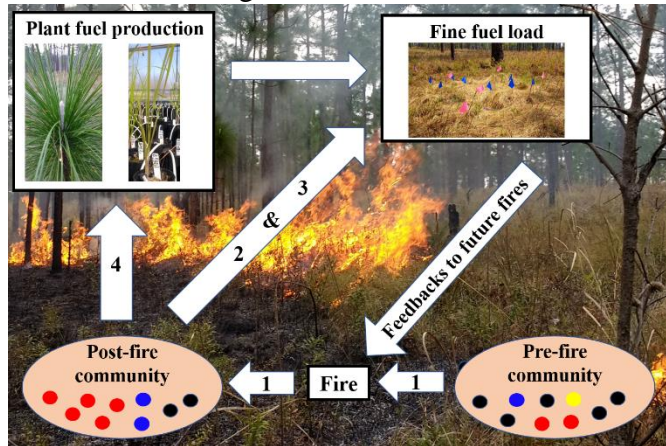 Plant fuel production
Fine fuel load
2 & 3
4
Feedbacks to future fires
Post-fire
community
1
Fire
1
Pre-fire
community